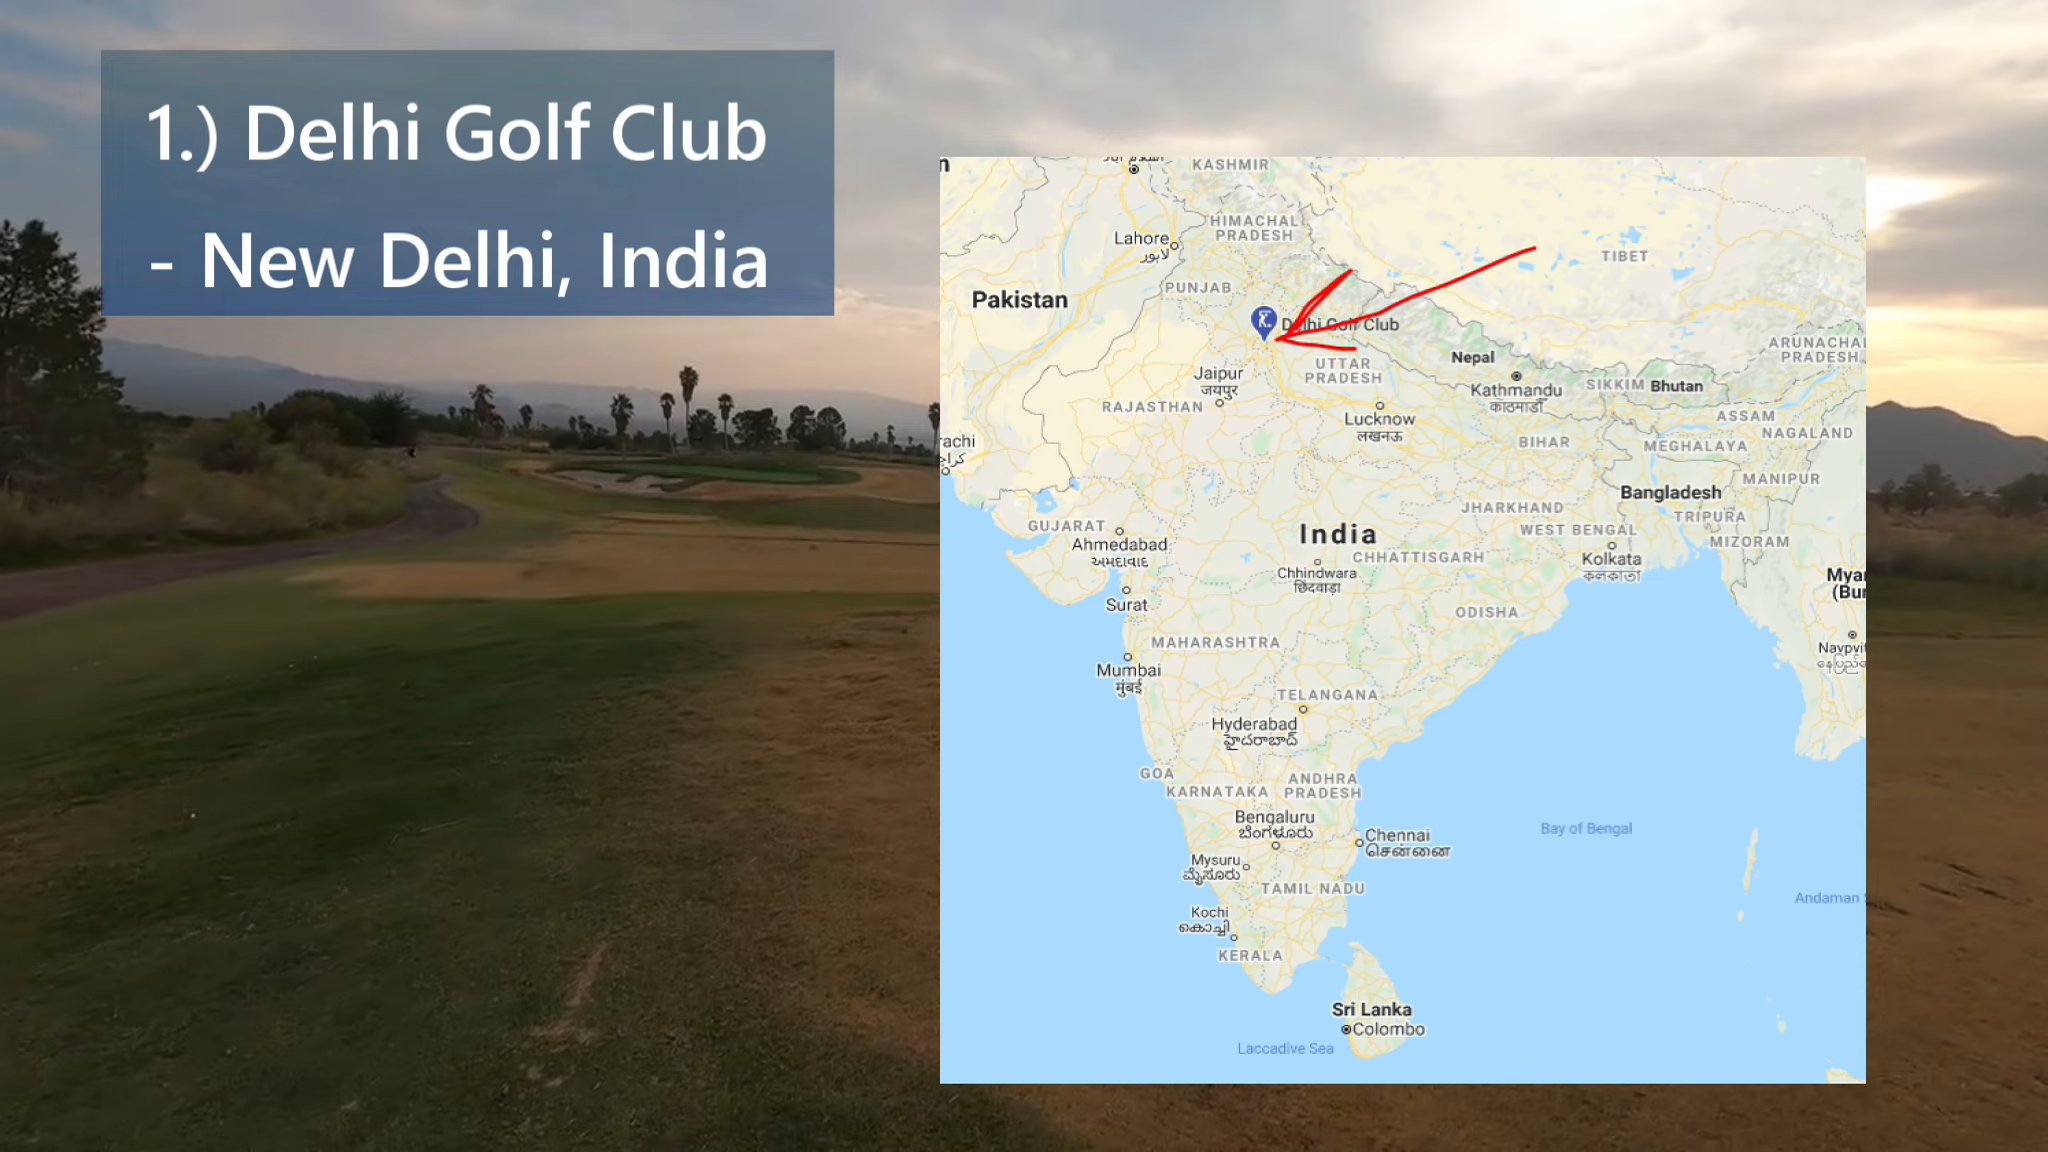 1.) Delhi Golf Club
- New Delhi, India
KASHMIR
HIMACHAL
PRADESH
Lahore
لاہور
TIBET
PUNJAB
Pakistan
Delhi Golf Club
Nepal
ARUNACHAL
PRADESH
UTTAR
PRADESH
Jaipur
जयपुर
Kathmandu
काठमाडौँ
SIKKIM
Bhutan
RAJASTHAN
Lucknow
लखनऊ
ASSAM
NAGALAND
BIHAR
MEGHALAYA
rachi
MANIPUR
Bangladesh
JHARKHAND
TRIPURA
GUJARAT
WEST BENGAL
MIZORAM
India
Ahmedabad
અમદાવાદ
CHHATTISGARH
Kolkata
কলকাতা
Chhindwara
छिंदवाड़ा
Myan
(Bur
Surat
ODISHA
MAHARASHTRA
Mumbai
मुंबई
TELANGANA
Hyderabad
హైదరాబాద్
GOA
KARNATAKA
ANDHRA
PRADESH
Bengaluru
ಬೆಂಗಳೂರು
Bay of Bengal
Chennai
சென்னை
Mysuru
ಮೈಸೂರು
TAMIL NADU
Andaman
Kochi
കൊച്ചി
KERALA
Sri Lanka
Colombo
Laccadive Sea